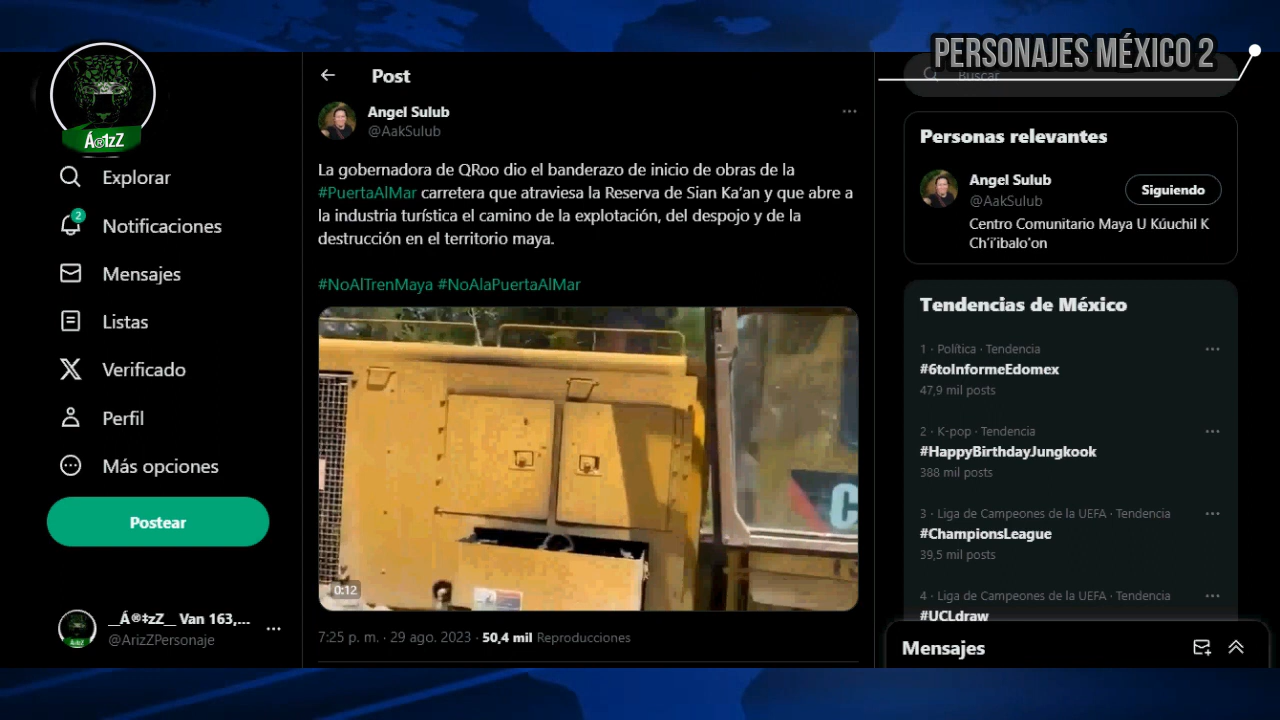 PERSONAJES MÉXICO 2
Á®1zZ
Explorar
2
Notificaciones
Mensajes
Listas
Verificado
Perfil
Más opciones
Postear
__Á®‡zZ__ Van 163,...
@ArizZPersonaje
Post
Angel Sulub
@AakSulub
La gobernadora de QRoo dio el banderazo de inicio de obras de la
#PuertaAlMar carretera que atraviesa la Reserva de Sian Ka’an y que abre a
la industria turística el camino de la explotación, del despojo y de la
destrucción en el territorio maya.
#NoAlTrenMaya #NoAlaPuertaAlMar
C
0:12
7:25 p. m. · 29 ago. 2023 · 50,4 mil Reproducciones
Buscar
Personas relevantes
Angel Sulub
@AakSulub
Siguiendo
Centro Comunitario Maya U Kúuchil K
Ch'i'ibalo'on
Tendencias de México
1 · Política · Tendencia
#6toInformeEdomex
47,9 mil posts
2 · K-pop · Tendencia
#HappyBirthdayJungkook
388 mil posts
3 · Liga de Campeones de la UEFA · Tendencia
#ChampionsLeague
39,5 mil posts
4 · Liga de Campeones de la UEFA · Tendencia
#UCLdraw
Mensajes